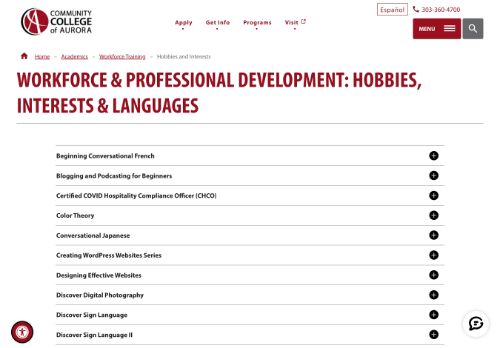 COMMUNITY
COLLEGE
of AURORA
Español
303-360-4700
Apply
Get Info
Programs
Visit
MENU
Home » Academics » Workforce Training » Hobbies and Interests
WORKFORCE & PROFESSIONAL DEVELOPMENT: HOBBIES,
INTERESTS & LANGUAGES
Beginning Conversational French
Blogging and Podcasting for Beginners
Certified COVID Hospitality Compliance Officer (CHCO)
Color Theory
Conversational Japanese
Creating WordPress Websites Series
Designing Effective Websites
Discover Digital Photography
Discover Sign Language
Discover Sign Language II